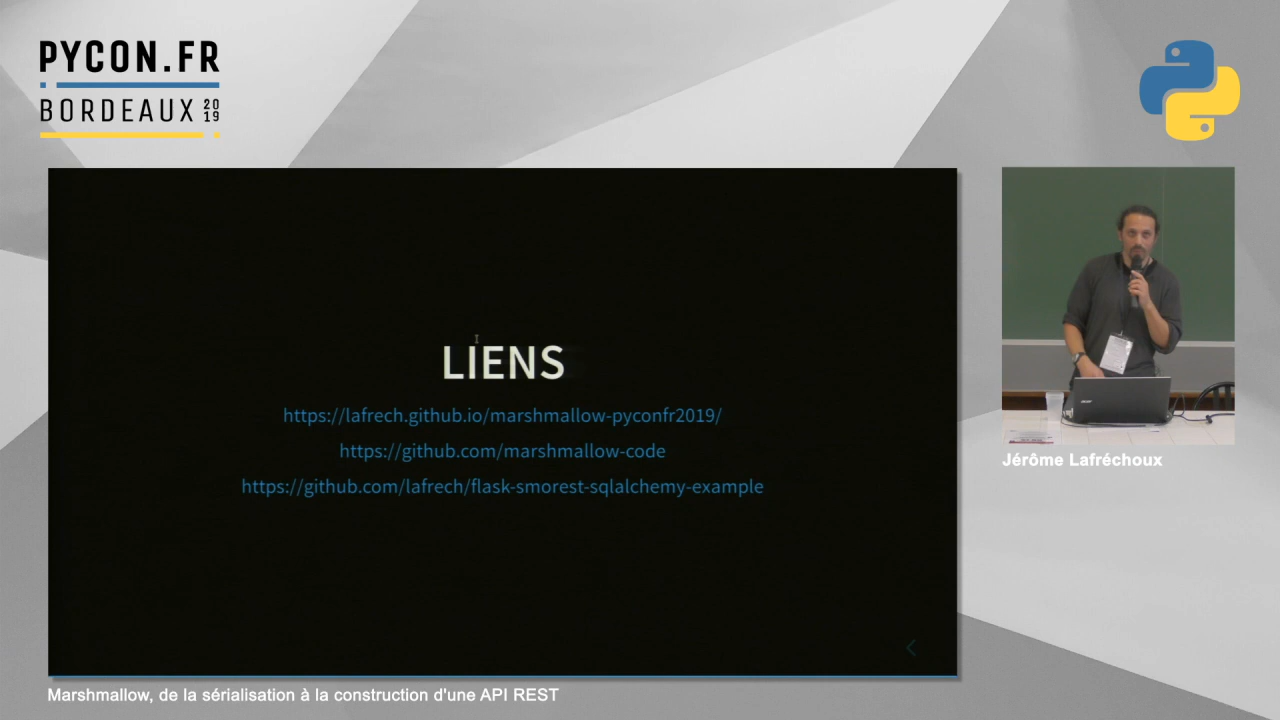 PYCON.FR
BORDEAUX 2019
LIENS
https://lafrech.github.io/marshmallow-pyconfr2019/
https://github.com/marshmallow-code
https://github.com/lafrech/flask-smorest-sqlalchemy-example
Jérôme Lafréchoux
Marshmallow, de la sérialisation à la construction d'une API REST